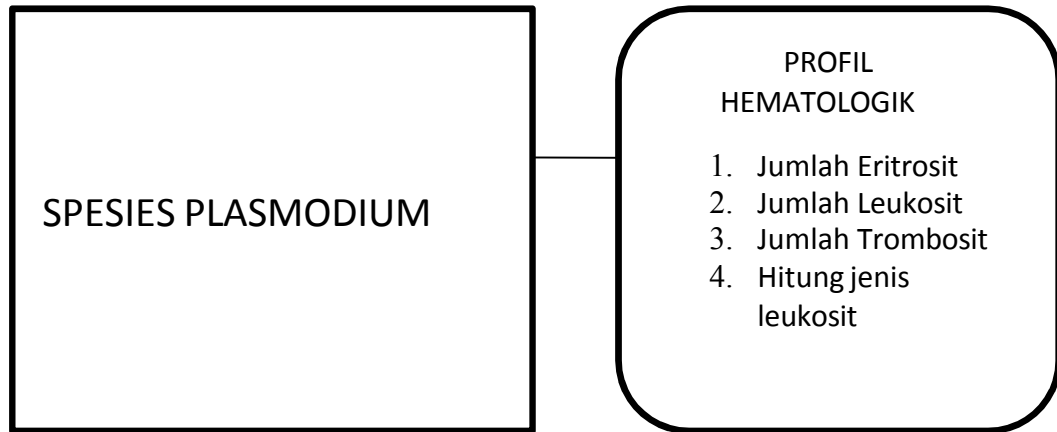 SPESIES PLASMODIUM
PROFIL
HEMATOLOGIK
1. Jumlah Eritrosit
2. Jumlah Leukosit
3. Jumlah Trombosit
4. Hitung jenis
leukosit